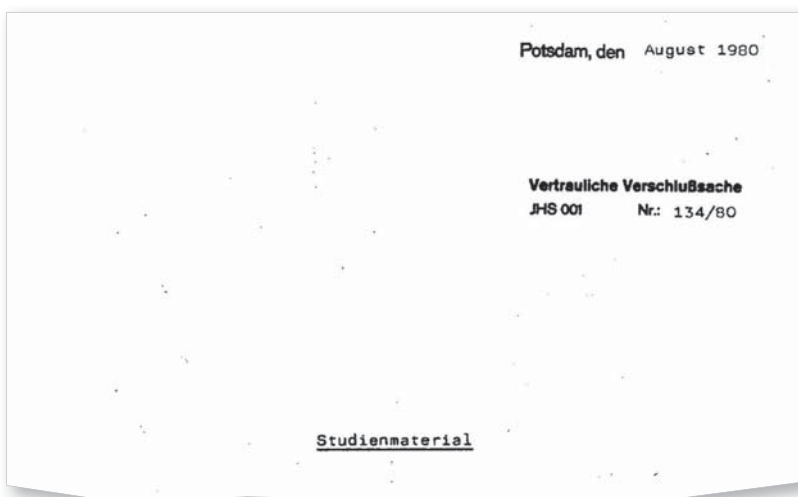 Potsdam, den August 1980
Vertrauliche Verschlußsache
JHS 001 Nr.: 134/80
Studienmaterial